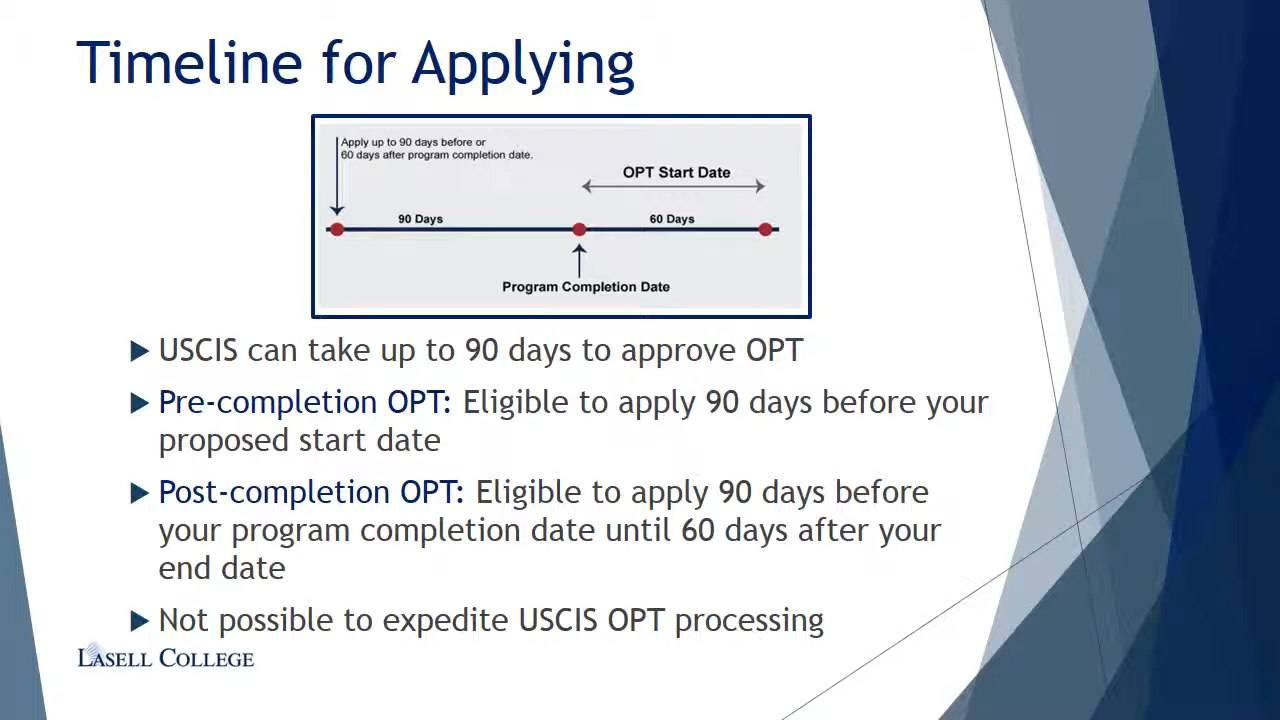 Timeline for Applying
Apply up to 90 days before or
60 days after program completion date.
OPT Start Date
90 Days
60 Days
Program Completion Date
USCIS can take up to 90 days to approve OPT
Pre-completion OPT: Eligible to apply 90 days before your
proposed start date
Post-completion OPT: Eligible to apply 90 days before
your program completion date until 60 days after your
end date
Not possible to expedite USCIS OPT processing
LASELL COLLEGE